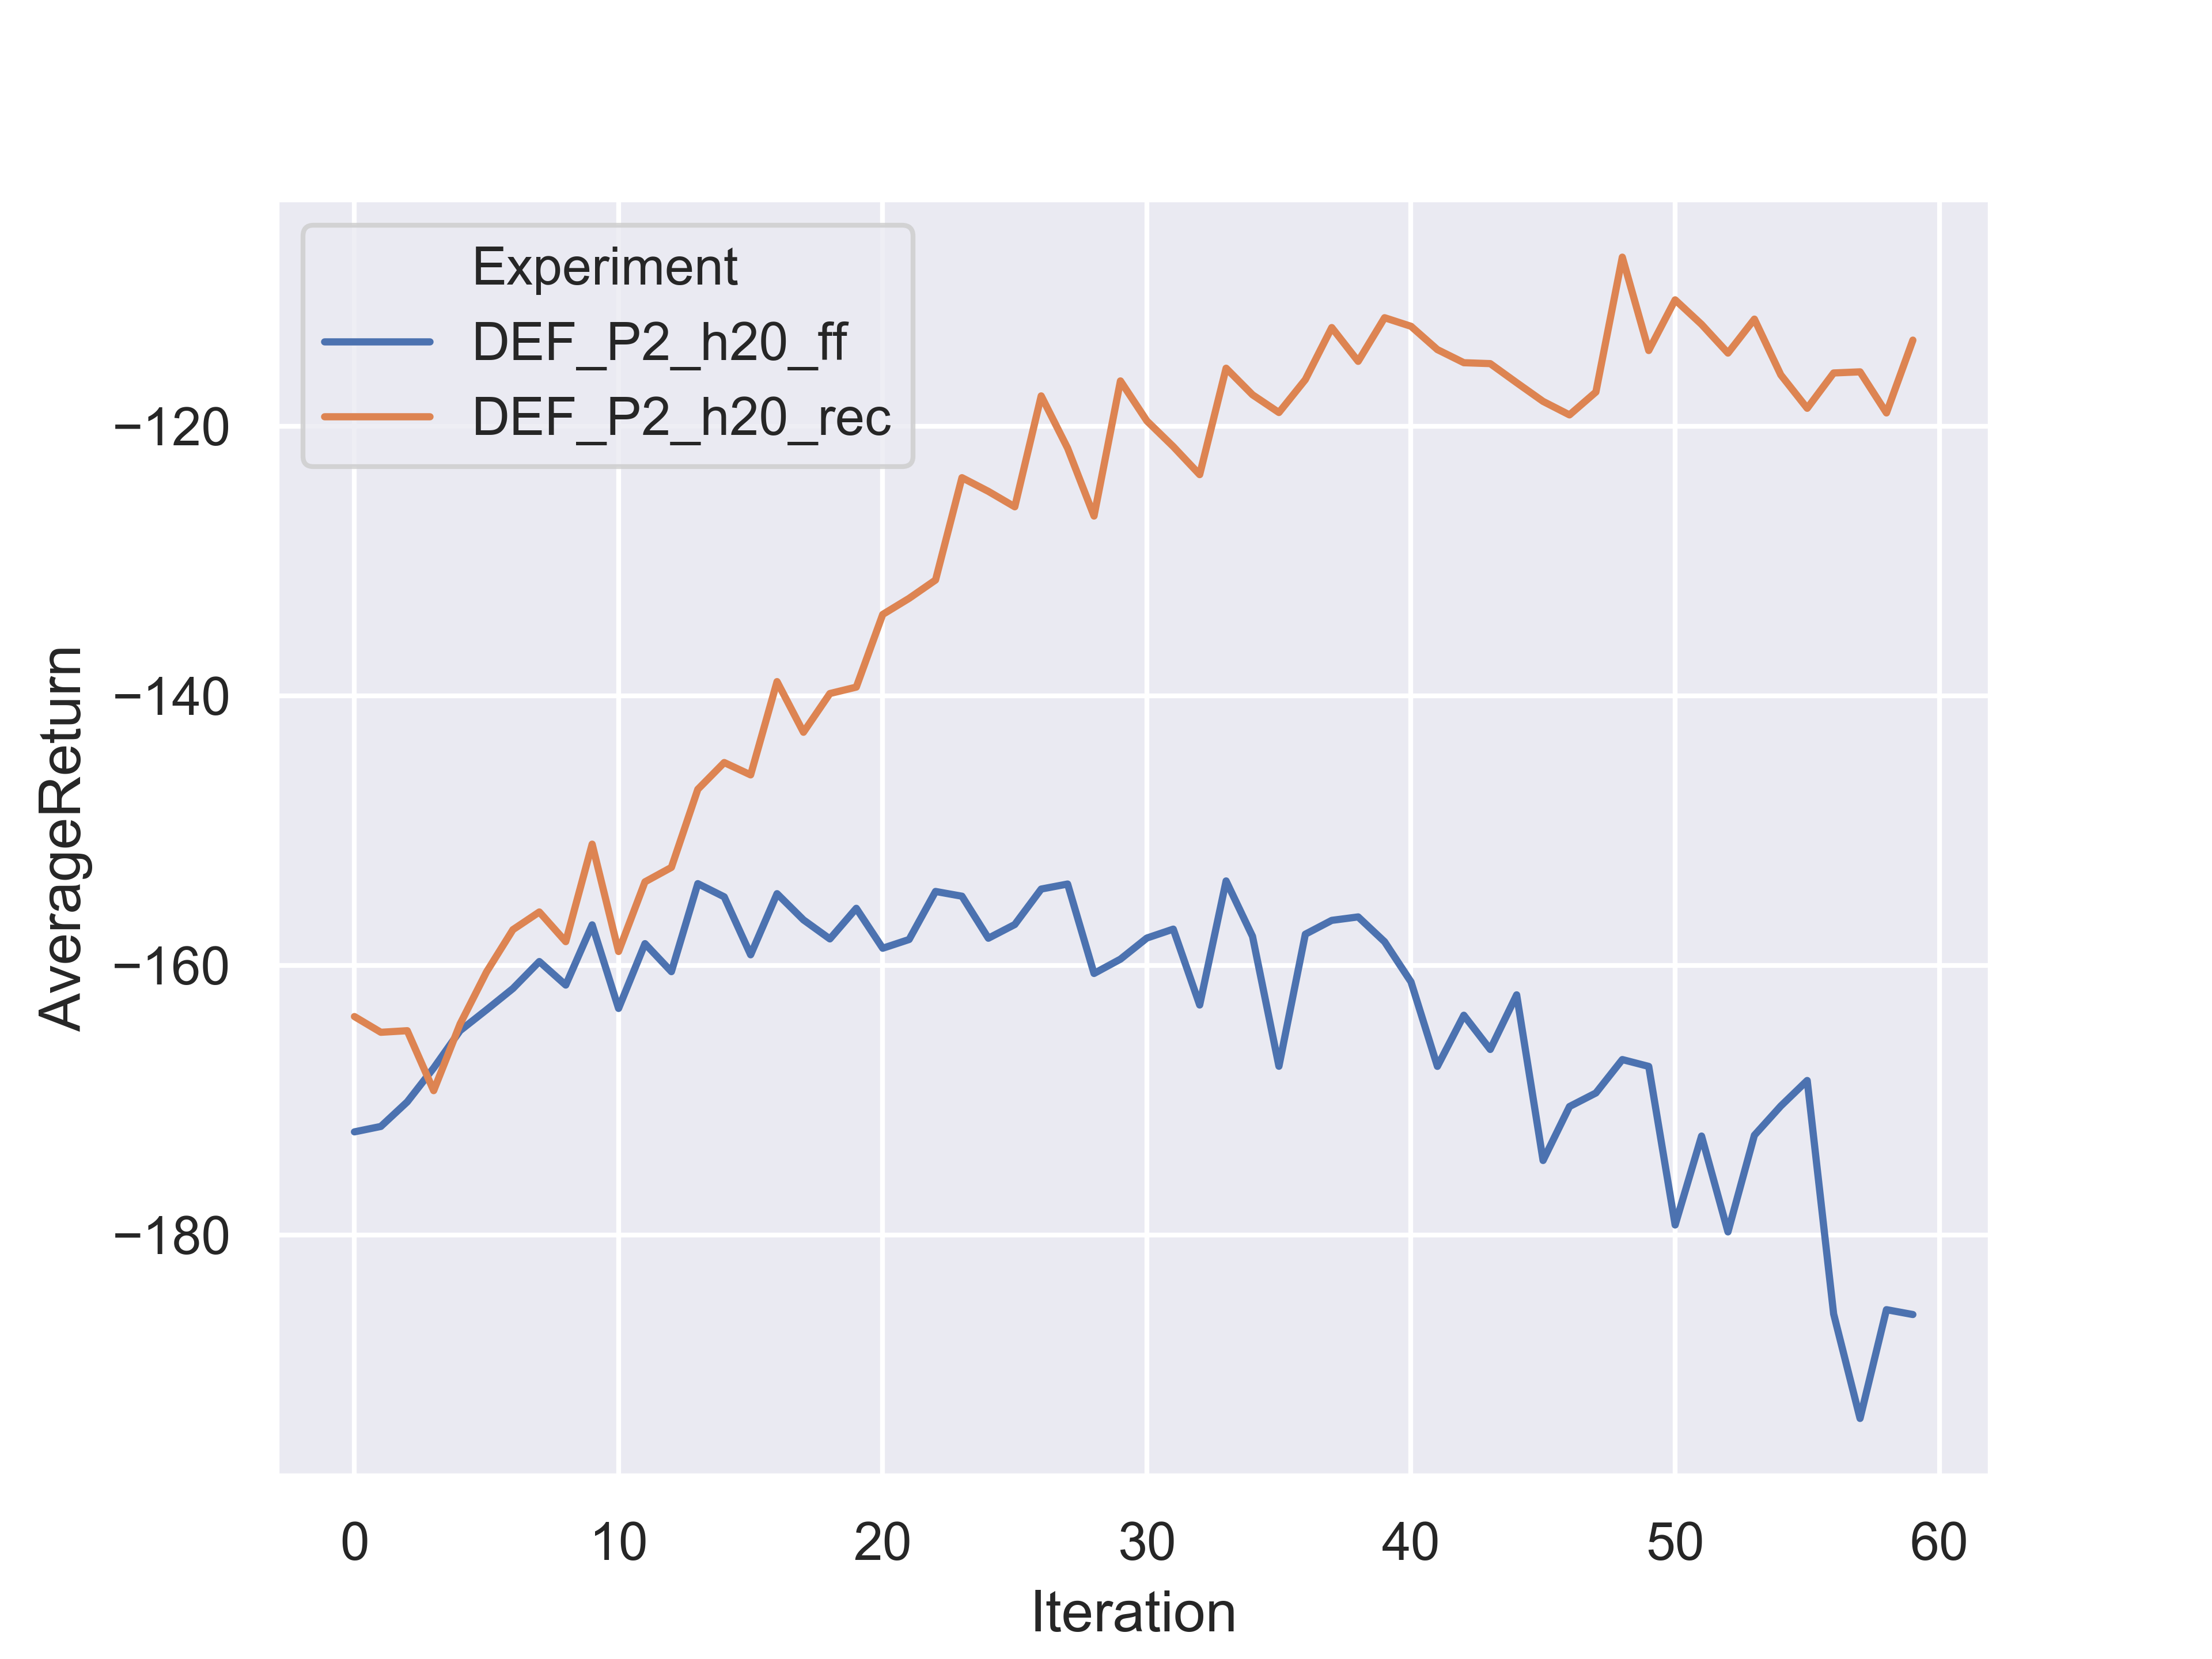 Experiment
DEF_P2_h20_ff
DEF_P2_h20_rec
−120
−140
−160
−180
AverageReturn
0 10 20 30 40 50 60
Iteration